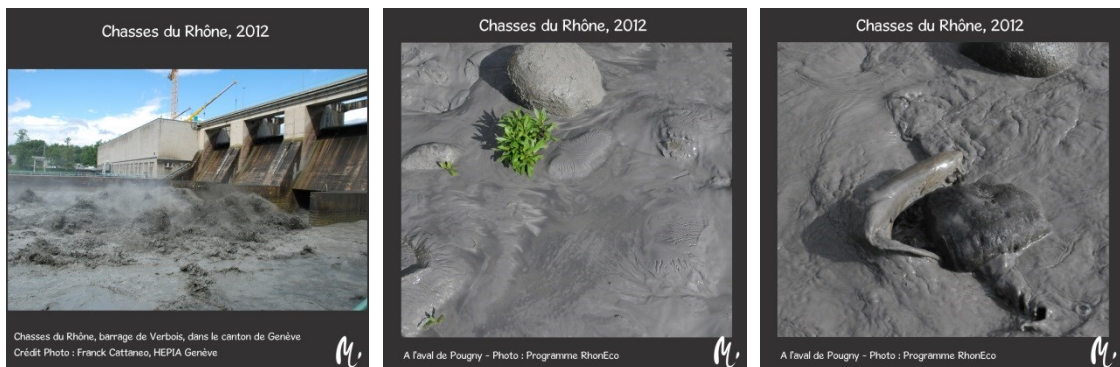 Chasses du Rhône, 2012
Chasses du Rhône, barrage de Verbois, dans le canton de Genève
Crédit Photo : Franck Cattaneo, HEPIA Genève
M.
Chasses du Rhône, 2012
A l'aval de Pougny - Photo : Programme RhonEco
M.
Chasses du Rhône, 2012
A l'aval de Pougny - Photo : Programme RhonEco
M.